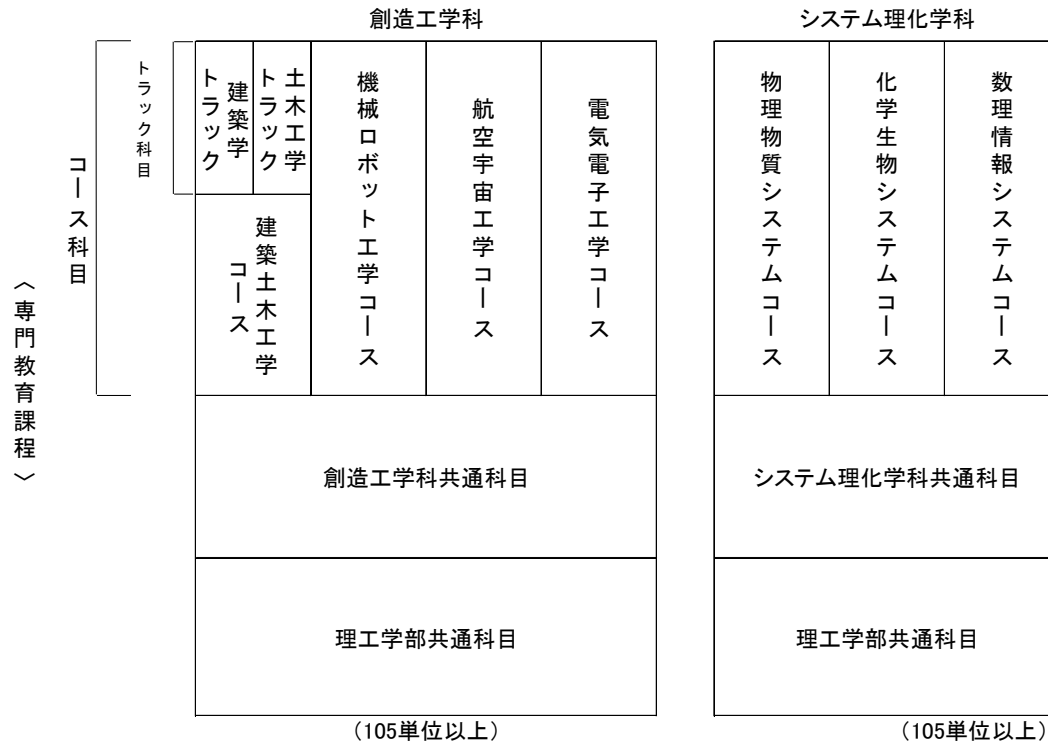 創造工学科
システム理化学科
〈専門教育課程〉
コース科目
トラック科目
建築学
トラック
土木工学
トラック
建築土木工学
コース
機械ロボット工学コース
航空宇宙工学コース
電気電子工学コース
物理物質システムコース
化学生物システムコース
数理情報システムコース
創造工学科共通科目
システム理化学科共通科目
理工学部共通科目
理工学部共通科目
(105単位以上)
(105単位以上)